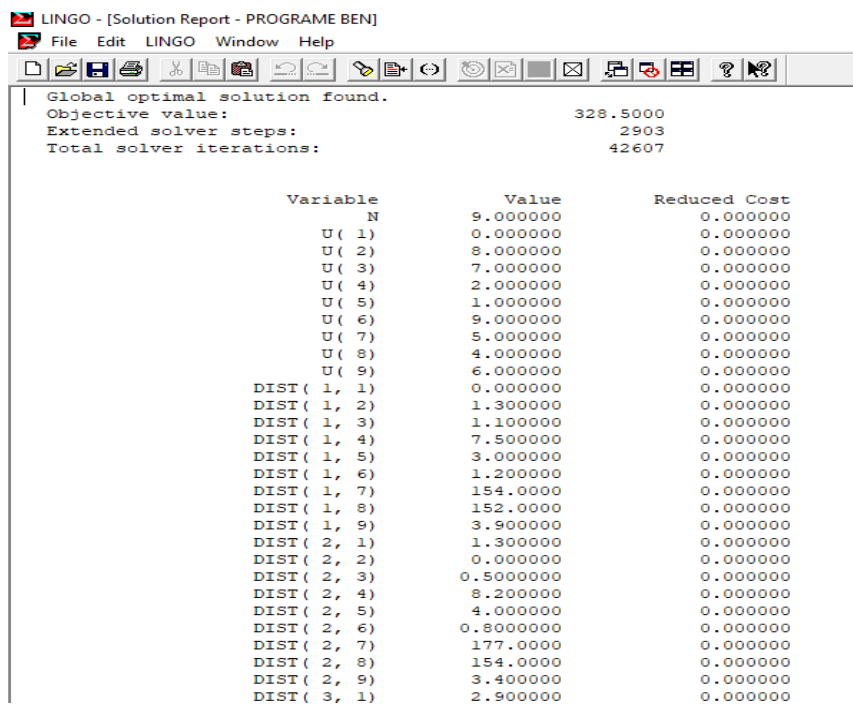 LINGO - [Solution Report - PROGRAME BEN]
File Edit LINGO Window Help
Global optimal solution found.
Objective value: 328.5000
Extended solver steps: 2903
Total solver iterations: 42607
Variable Value Reduced Cost
N 9.000000 0.000000
U( 1) 0.000000 0.000000
U( 2) 8.000000 0.000000
U( 3) 7.000000 0.000000
U( 4) 2.000000 0.000000
U( 5) 1.000000 0.000000
U( 6) 9.000000 0.000000
U( 7) 5.000000 0.000000
U( 8) 4.000000 0.000000
U( 9) 6.000000 0.000000
DIST( 1, 1) 0.000000 0.000000
DIST( 1, 2) 1.300000 0.000000
DIST( 1, 3) 1.100000 0.000000
DIST( 1, 4) 7.500000 0.000000
DIST( 1, 5) 3.000000 0.000000
DIST( 1, 6) 1.200000 0.000000
DIST( 1, 7) 154.0000 0.000000
DIST( 1, 8) 152.0000 0.000000
DIST( 1, 9) 3.900000 0.000000
DIST( 2, 1) 1.300000 0.000000
DIST( 2, 2) 0.000000 0.000000
DIST( 2, 3) 0.5000000 0.000000
DIST( 2, 4) 8.200000 0.000000
DIST( 2, 5) 4.000000 0.000000
DIST( 2, 6) 0.8000000 0.000000
DIST( 2, 7) 177.0000 0.000000
DIST( 2, 8) 154.0000 0.000000
DIST( 2, 9) 3.400000 0.000000
DIST( 3, 1) 2.900000 0.000000